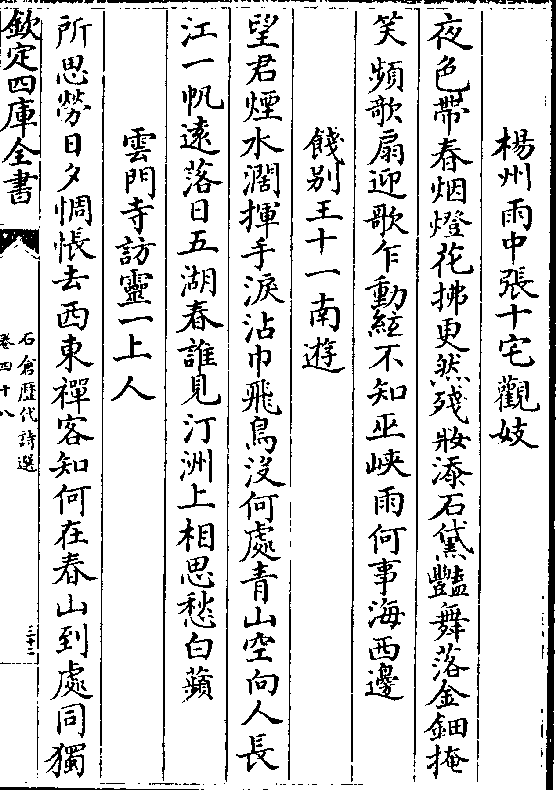 楊州雨中張十宅觀妓
夜色帶春烟燈花拂更然殘妝添石黛豔舞落金鈿掩
笑頻歌扇迎歌乍動絃不知巫峽雨何事海西邊
餞别王十一南遊
望君煙水濶揮手淚沾巾飛鳥沒何處青山空向人長
江一帆遠落日五湖春誰見汀洲上相思愁白蘋
雲門寺訪靈一上人
所思勞日夕惆悵去西東禪客知何在春山到處同獨
欽定四庫全書
石倉歷代詩選
卷四十八
三十二